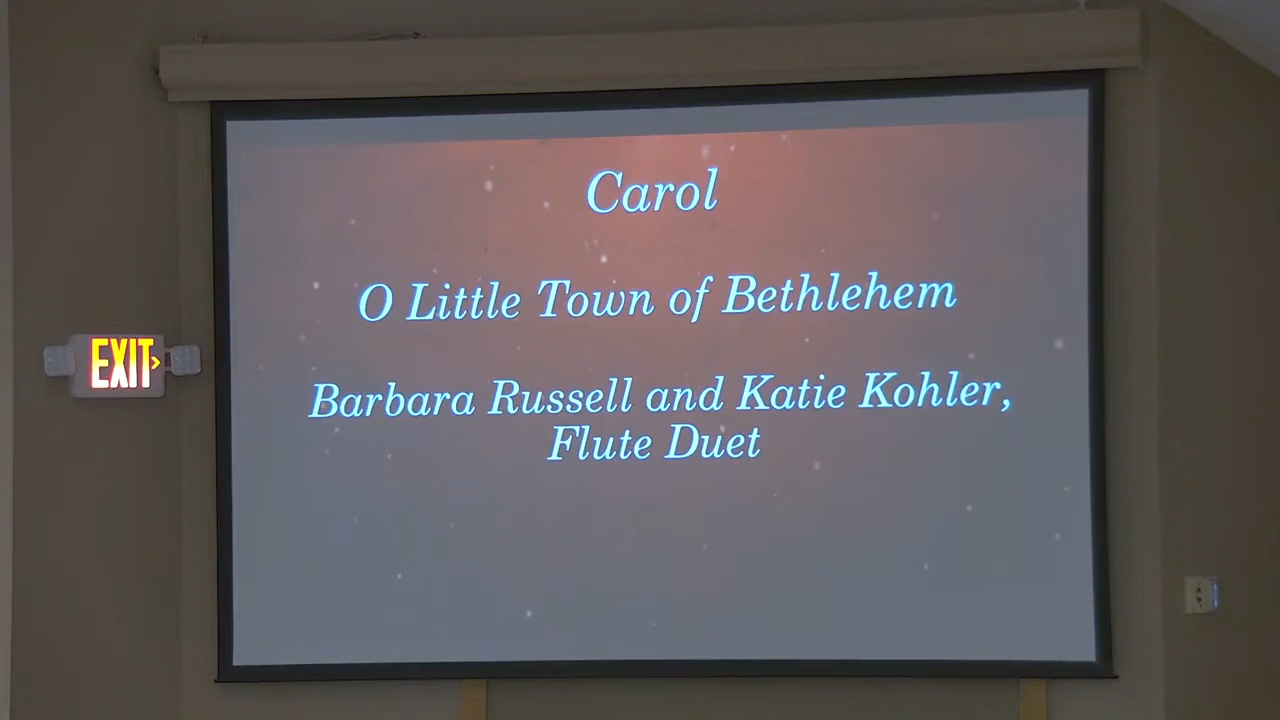 Carol
O Little Town of Bethlehem
Barbara Russell and Katie Kohler,
Flute Duet
EXIT